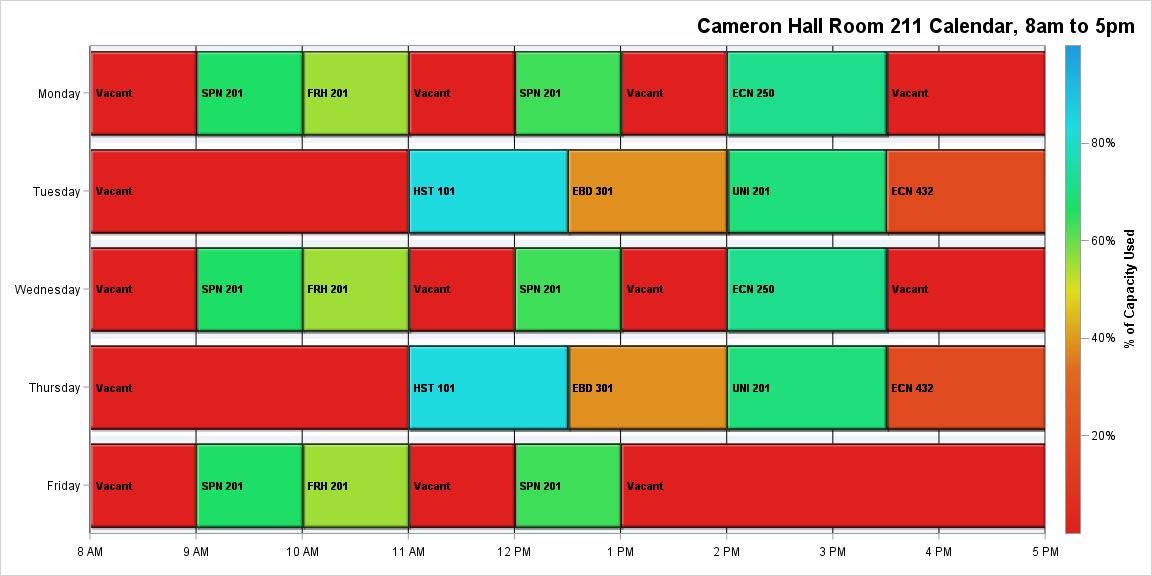 Cameron Hall Room 211 Calendar, 8am to 5pm
Monday
Vacant
SPN 201
FRH 201
Vacant
SPN 201
Vacant
ECN 250
Vacant
Tuesday
Vacant
HST 101
EBD 301
UNI 201
ECN 432
Wednesday
Vacant
SPN 201
FRH 201
Vacant
SPN 201
Vacant
ECN 250
Vacant
Thursday
Vacant
HST 101
EBD 301
UNI 201
ECN 432
Friday
Vacant
SPN 201
FRH 201
Vacant
SPN 201
Vacant
8 AM
9 AM
10 AM
11 AM
12 PM
1 PM
2 PM
3 PM
4 PM
5 PM
80%
60%
40%
20%
% of Capacity Used